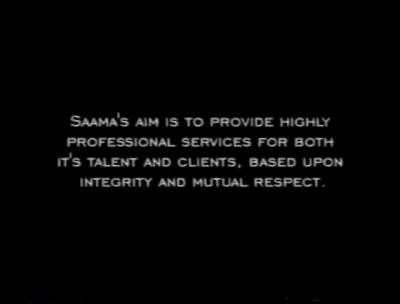 SAAMA'S AIM IS TO PROVIDE HIGHLY
PROFESSIONAL SERVICES FOR BOTH
IT'S TALENT AND CLIENTS, BASED UPON
INTEGRITY AND MUTUAL RESPECT.